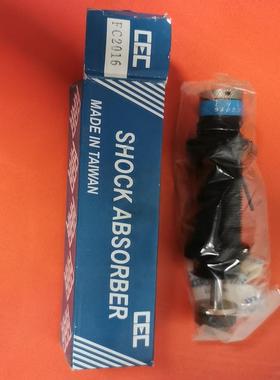 CEC
FC2016
SHOCK ABSORBER
MADE IN TAIWAN
CEC